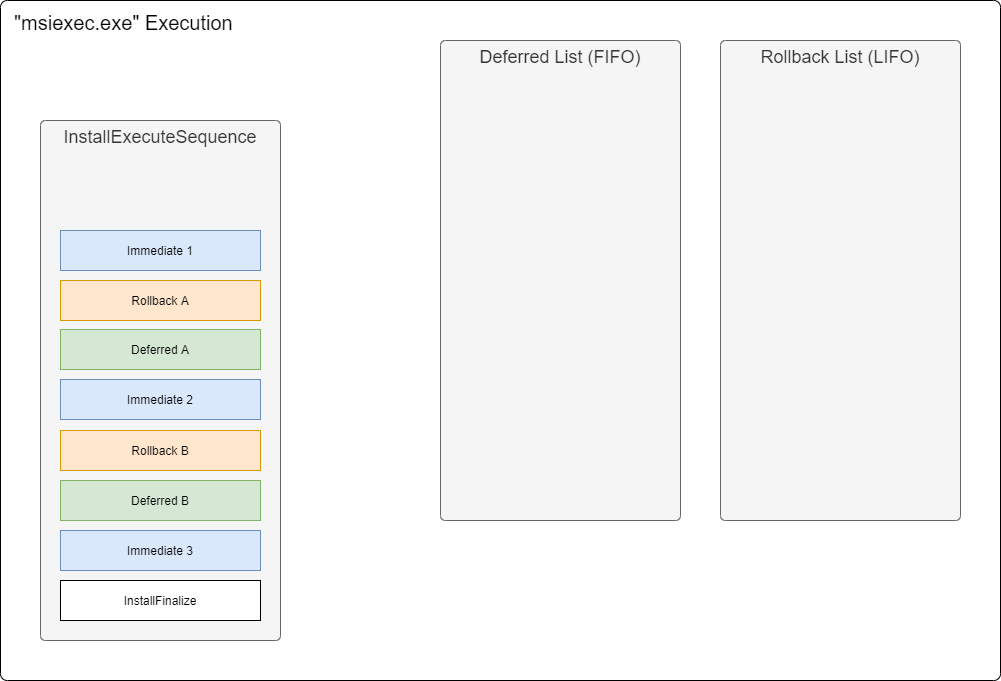 "msiexec.exe" Execution
Deferred List (FIFO)
Rollback List (LIFO)
InstallExecuteSequence
Immediate 1
Rollback A
Deferred A
Immediate 2
Rollback B
Deferred B
Immediate 3
InstallFinalize